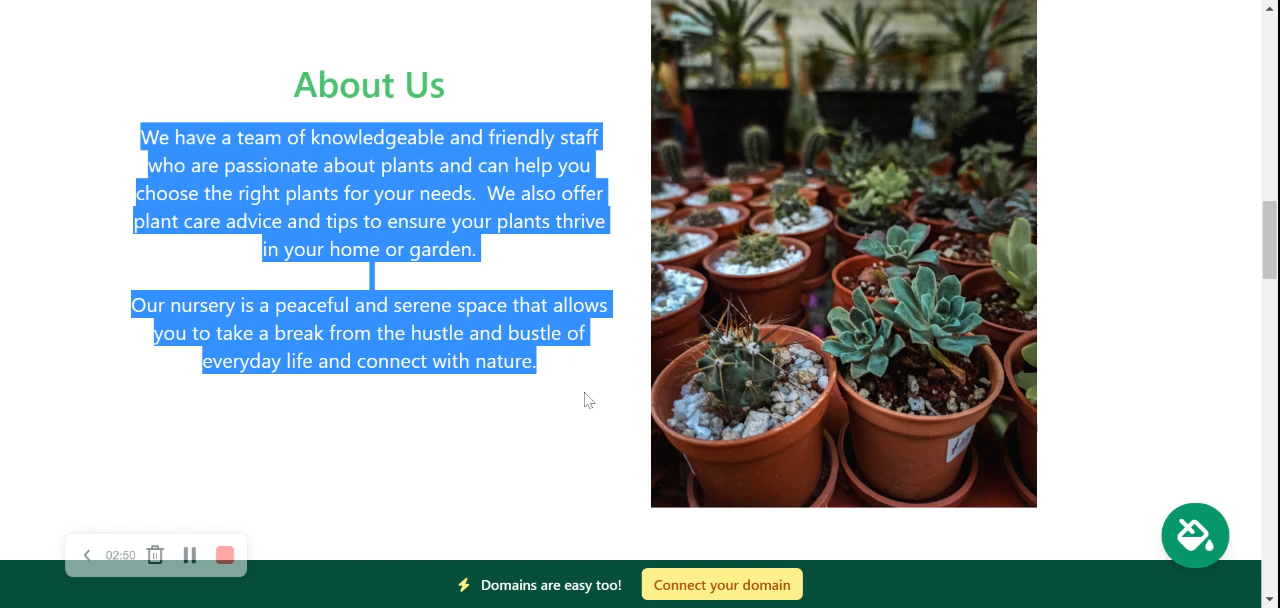 About Us
We have a team of knowledgeable and friendly staff
who are passionate about plants and can help you
choose the right plants for your needs.  We also offer
plant care advice and tips to ensure your plants thrive
in your home or garden.
Our nursery is a peaceful and serene space that allows
you to take a break from the hustle and bustle of
everyday life and connect with nature.
02:50
Domains are easy too!
Connect your domain